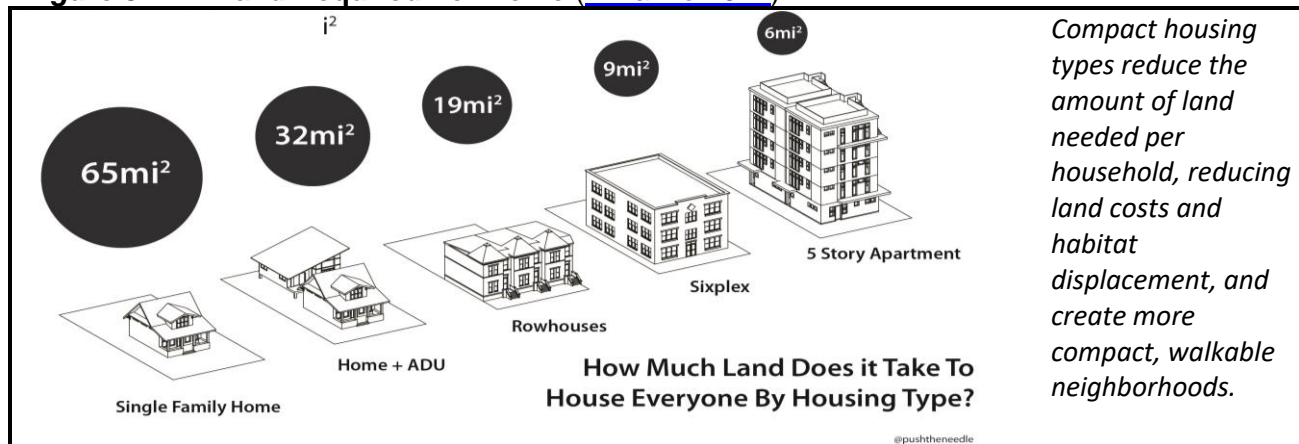 i²
65mi²
32mi²
19mi²
9mi²
6mi²
Single Family Home
Home + ADU
Rowhouses
Sixplex
5 Story Apartment
How Much Land Does it Take To
House Everyone By Housing Type?
@pushtheneedle
Compact housing
types reduce the
amount of land
needed per
household, reducing
land costs and
habitat
displacement, and
create more
compact, walkable
neighborhoods.